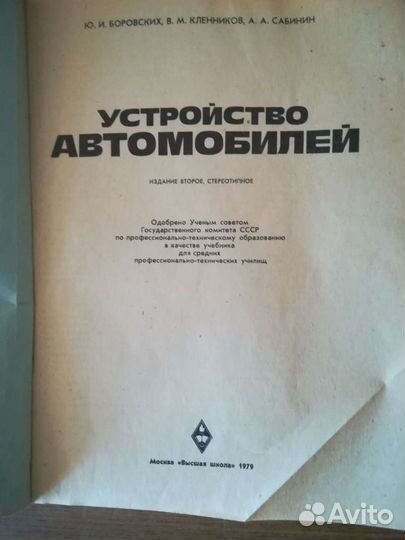 Ю. И. БОРОВСКИХ, В. М. КЛЕННИКОВ, А. А. САБИНИН
УСТРОЙСТВО
АВТОМОБИЛЕЙ
ИЗДАНИЕ ВТОРОЕ, СТЕРЕОТИПНОЕ
Одобрено Ученым советом
Государственного комитета СССР
по профессионально-техническому образованию
в качестве учебника
для средних
профессионально-технических училищ
Москва «Высшая школа» 1979
Avito